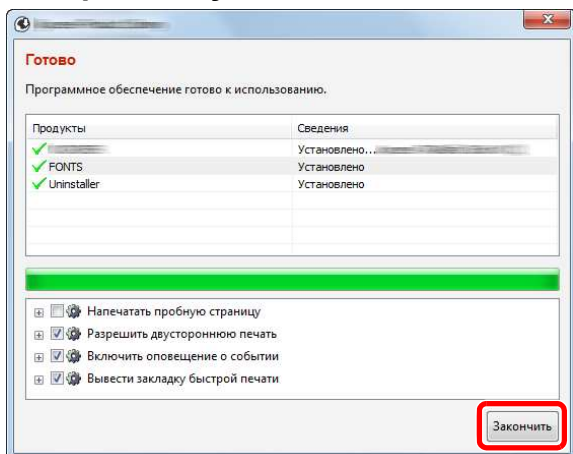 Готово
Программное обеспечение готово к использованию.
Продукты Сведения
Установлено...
FONTS Установлено
Uninstaller Установлено
Напечатать пробную страницу
Разрешить двустороннюю печать
Включить оповещение о событии
Вывести закладку быстрой печати
Закончить